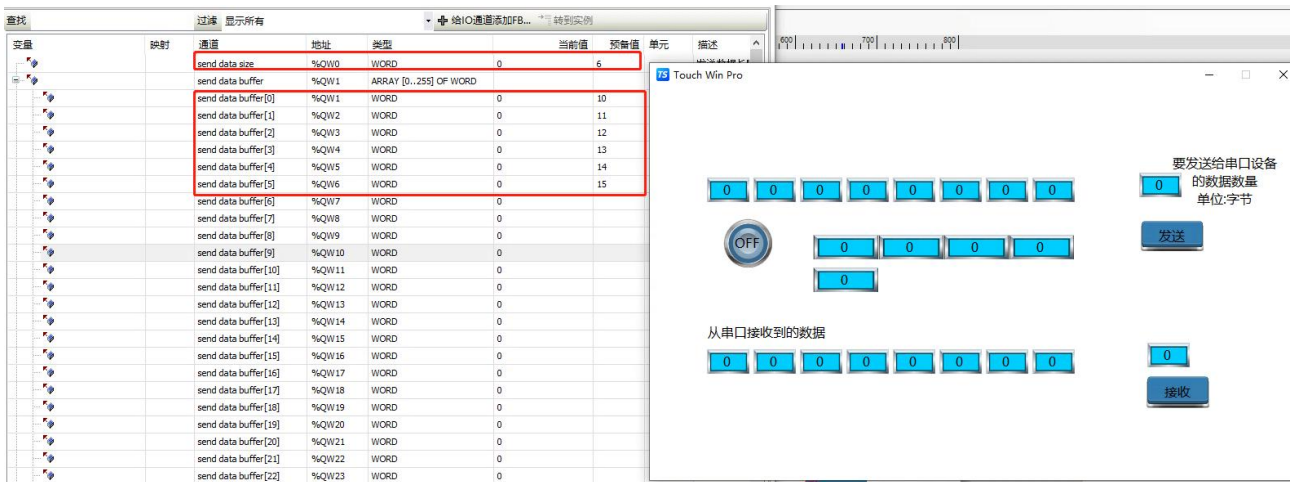 查找 过滤 显示所有 给IO通道添加FB... 转到实例
变量 映射 通道 地址 类型 当前值 预备值 单元 描述
send data size %QW0 WORD 0 6
send data buffer %QW1 ARRAY [0..255] OF WORD
send data buffer[0] %QW1 WORD 0 10
send data buffer[1] %QW2 WORD 0 11
send data buffer[2] %QW3 WORD 0 12
send data buffer[3] %QW4 WORD 0 13
send data buffer[4] %QW5 WORD 0 14
send data buffer[5] %QW6 WORD 0 15
send data buffer[6] %QW7 WORD 0
send data buffer[7] %QW8 WORD 0
send data buffer[8] %QW9 WORD 0
send data buffer[9] %QW10 WORD 0
send data buffer[10] %QW11 WORD 0
send data buffer[11] %QW12 WORD 0
send data buffer[12] %QW13 WORD 0
send data buffer[13] %QW14 WORD 0
send data buffer[14] %QW15 WORD 0
send data buffer[15] %QW16 WORD 0
send data buffer[16] %QW17 WORD 0
send data buffer[17] %QW18 WORD 0
send data buffer[18] %QW19 WORD 0
send data buffer[19] %QW20 WORD 0
send data buffer[20] %QW21 WORD 0
send data buffer[21] %QW22 WORD 0
send data buffer[22] %QW23 WORD 0
600 700 800
TS Touch Win Pro
要发送给串口设备
0 0 0 0 0 0 0 0 0 的数据数量
单位:字节
OFF 0 0 0 0 发送
0
从串口接收到的数据
0 0 0 0 0 0 0 0 0
接收